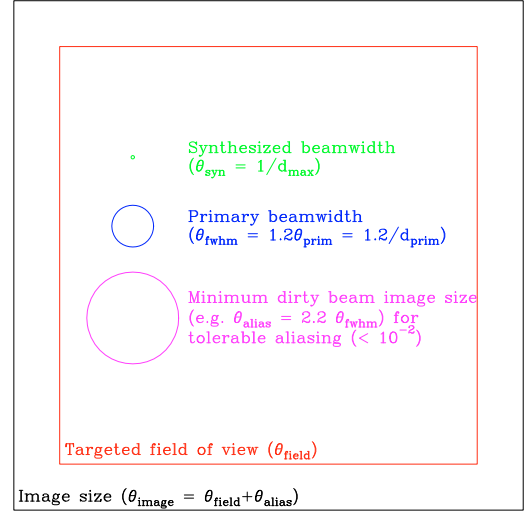 Synthesized beamwidth
(θsyn = 1/dmax)
Primary beamwidth
(θfwhm = 1.2θprim = 1.2/dprim)
Minimum dirty beam image size
(e.g. θalias = 2.2 θfwhm) for
tolerable aliasing (< 10⁻²)
Targeted field of view (θfield)
Image size (θimage = θfield+θalias)